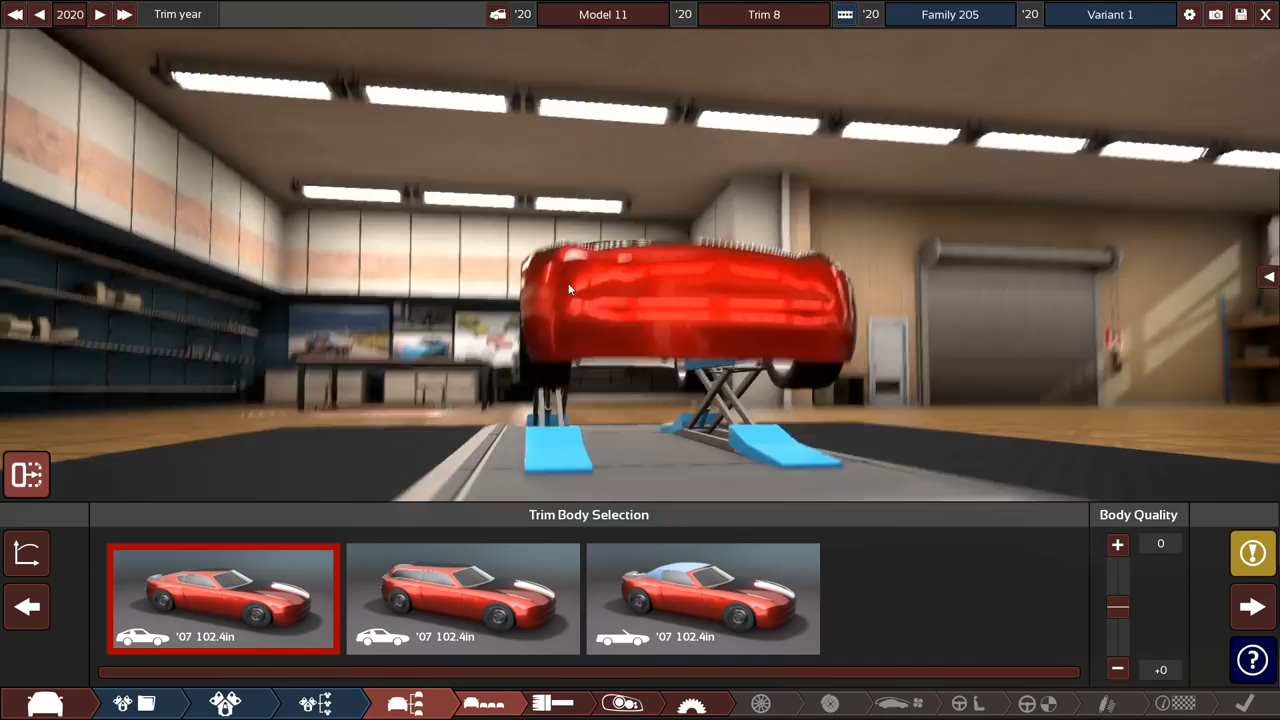 2020 Trim year '20 Model 11 '20 Trim 8 '20 Family 205 '20 Variant 1
Trim Body Selection
Body Quality
'07 102.4in
'07 102.4in
'07 102.4in
+
0
-
+0
!
?